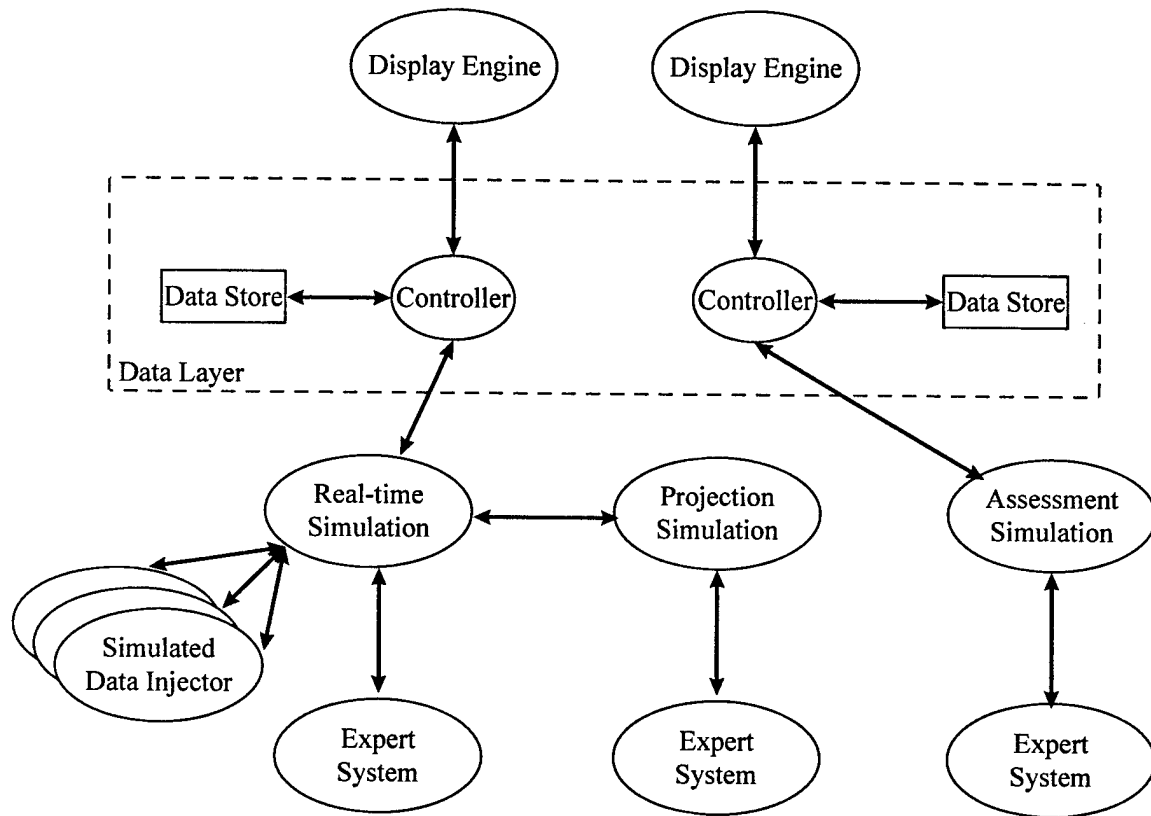 Display Engine
Display Engine
Data Store
Controller
Controller
Data Store
Data Layer
Real-time
Simulation
Projection
Simulation
Assessment
Simulation
Simulated
Data Injector
Expert
System
Expert
System
Expert
System